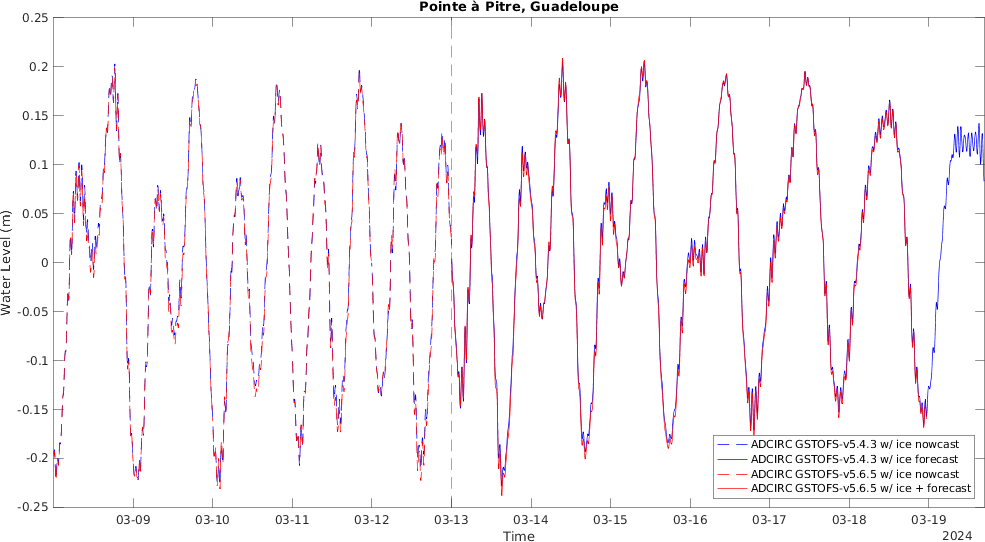 Pointe à Pitre, Guadeloupe
0.25
0.2
0.15
0.1
0.05
0
-0.05
-0.1
-0.15
-0.2
-0.25
Water Level (m)
ADCIRC GSTOFS-v5.4.3 w/ ice nowcast
ADCIRC GSTOFS-v5.4.3 w/ ice forecast
ADCIRC GSTOFS-v5.6.5 w/ ice nowcast
ADCIRC GSTOFS-v5.6.5 w/ ice + forecast
03-09 03-10 03-11 03-12 03-13 03-14 03-15 03-16 03-17 03-18 03-19
Time
2024